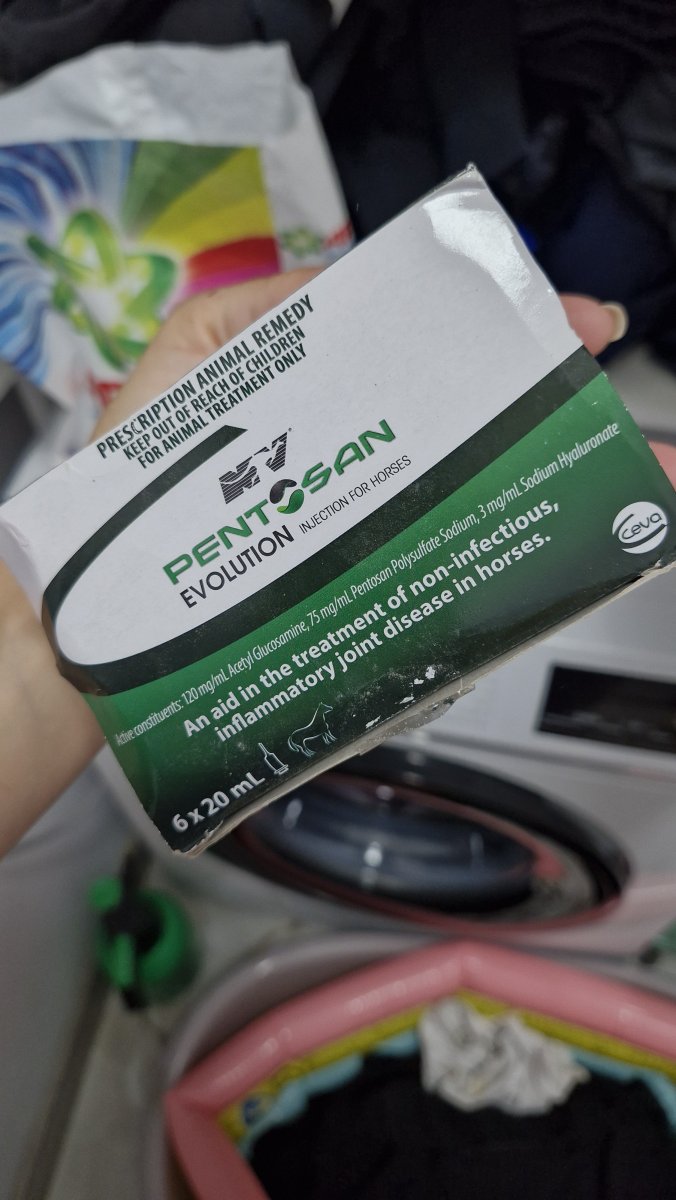 PRESCRIPTION ANIMAL REMEDY
KEEP OUT OF REACH OF CHILDREN
FOR ANIMAL TREATMENT ONLY
NV
PENTOSAN
EVOLUTION INJECTION FOR HORSES
Active constituents: 120 mg/mL Acetyl Glucosamine, 75 mg/mL Pentosan Polysulfate Sodium, 3 mg/mL Sodium Hyaluronate
An aid in the treatment of non-infectious,
inflammatory joint disease in horses.
6 x 20 mL
ceva